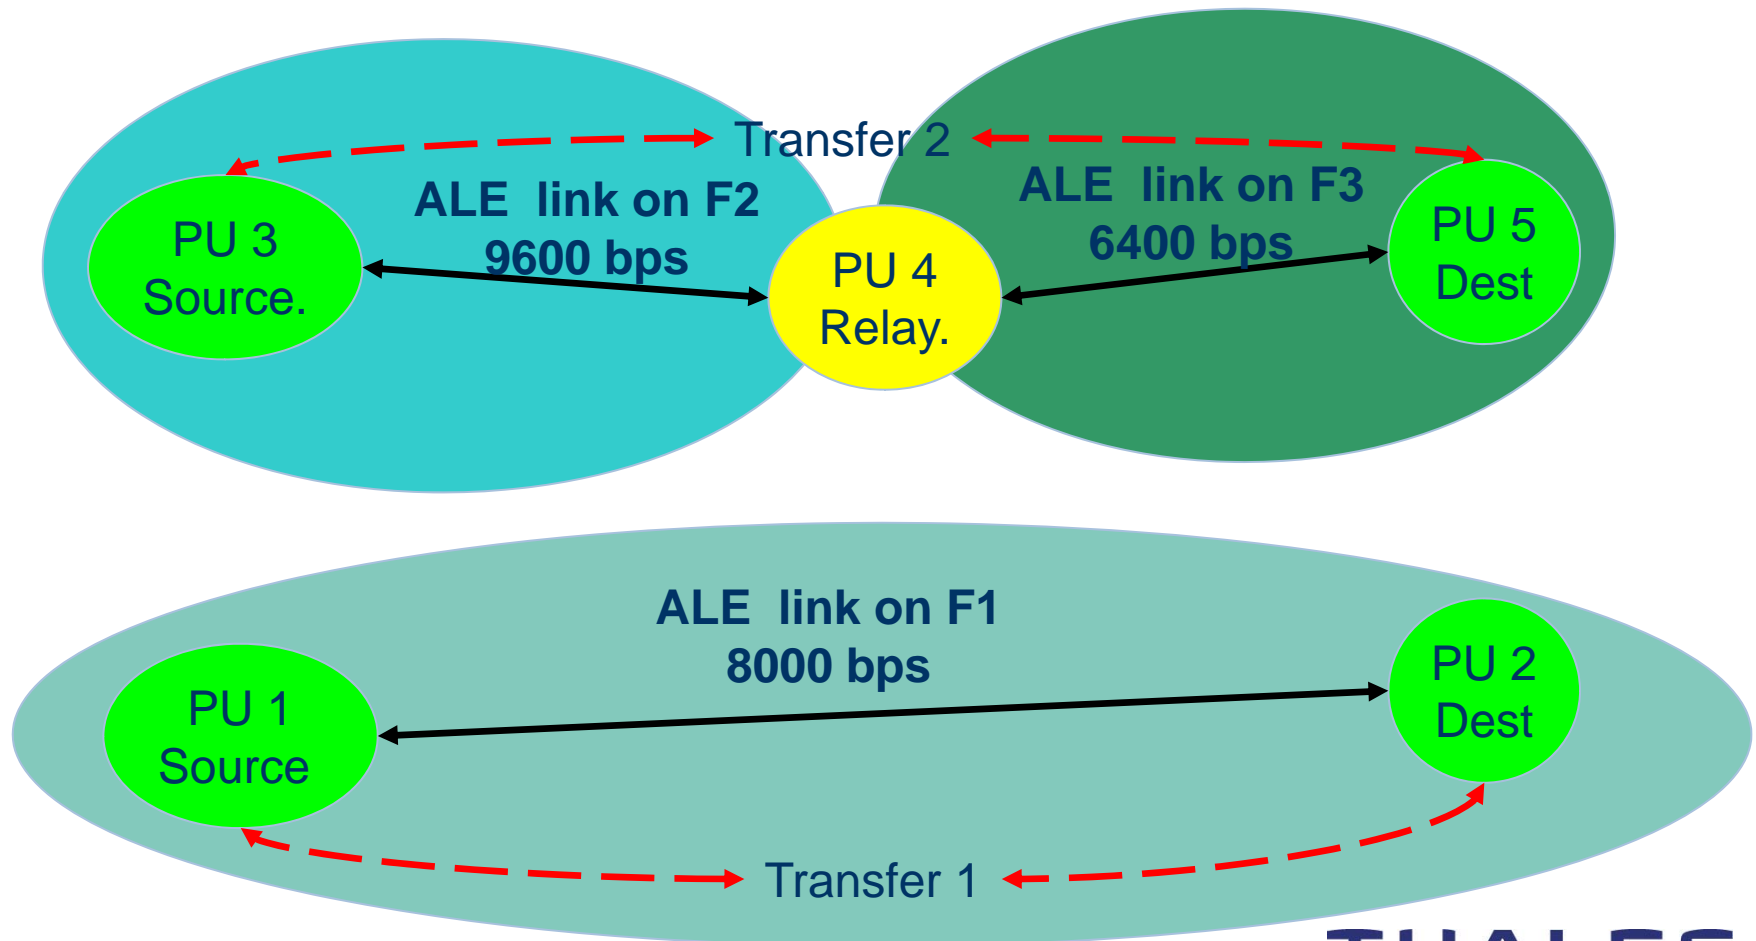 Transfer 2
ALE link on F2
9600 bps
ALE link on F3
6400 bps
PU 3
Source.
PU 4
Relay.
PU 5
Dest
ALE link on F1
8000 bps
PU 1
Source
PU 2
Dest
Transfer 1
THALES